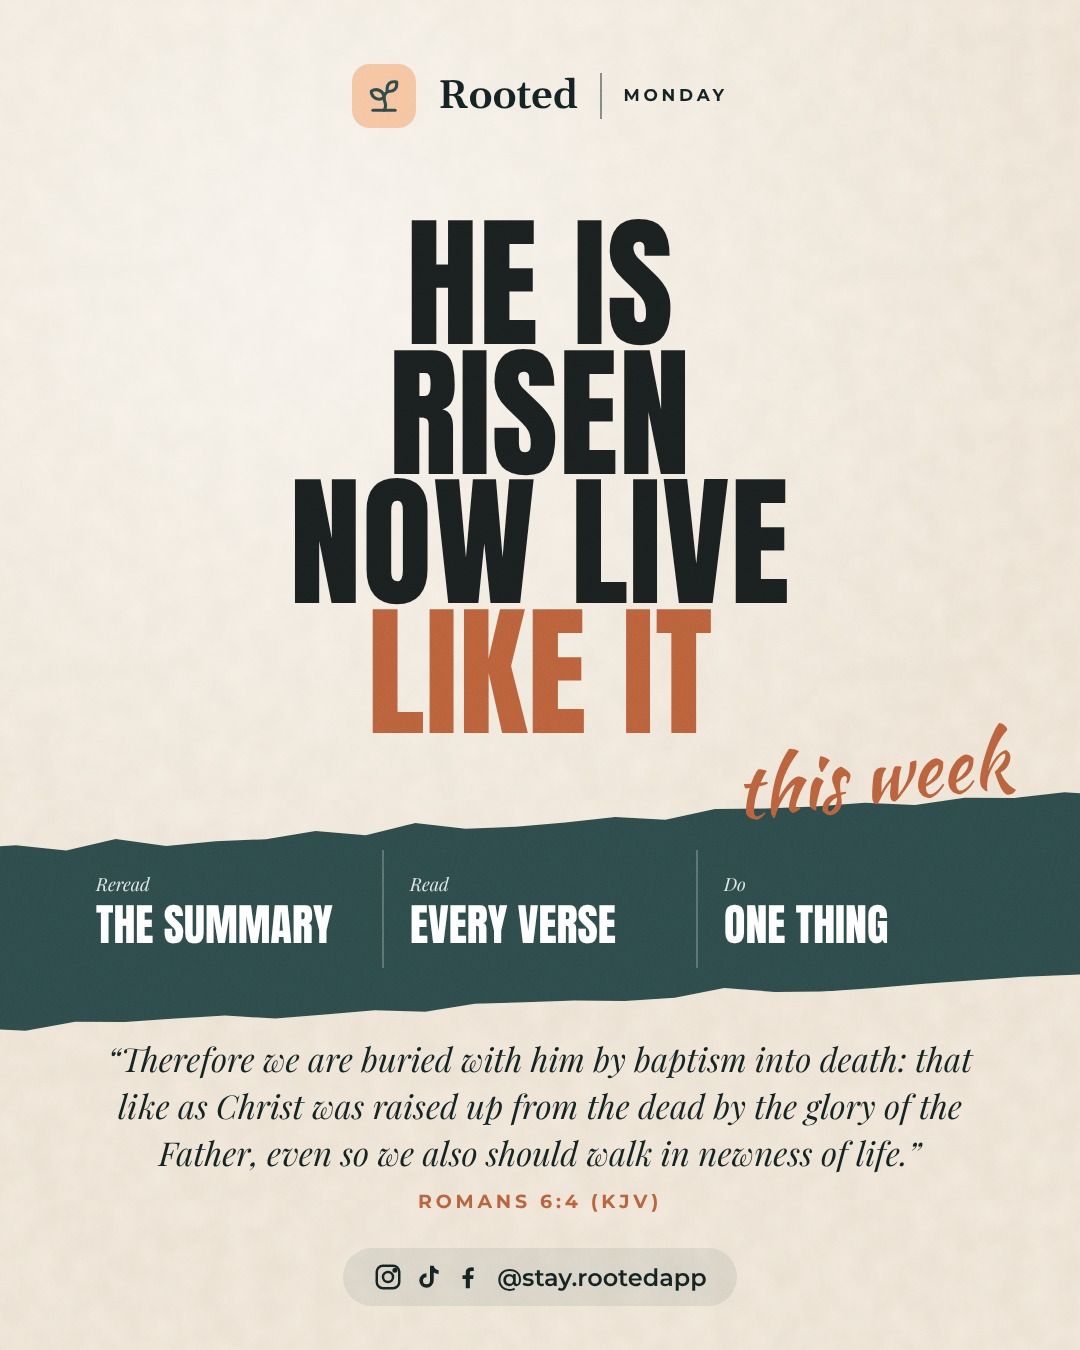 Rooted
MONDAY
HE IS
RISEN
NOW LIVE
LIKE IT
this week
Reread
THE SUMMARY
Read
EVERY VERSE
Do
ONE THING
“Therefore we are buried with him by baptism into death: that
like as Christ was raised up from the dead by the glory of the
Father, even so we also should walk in newness of life.”
ROMANS 6:4 (KJV)
@stay.rootedapp